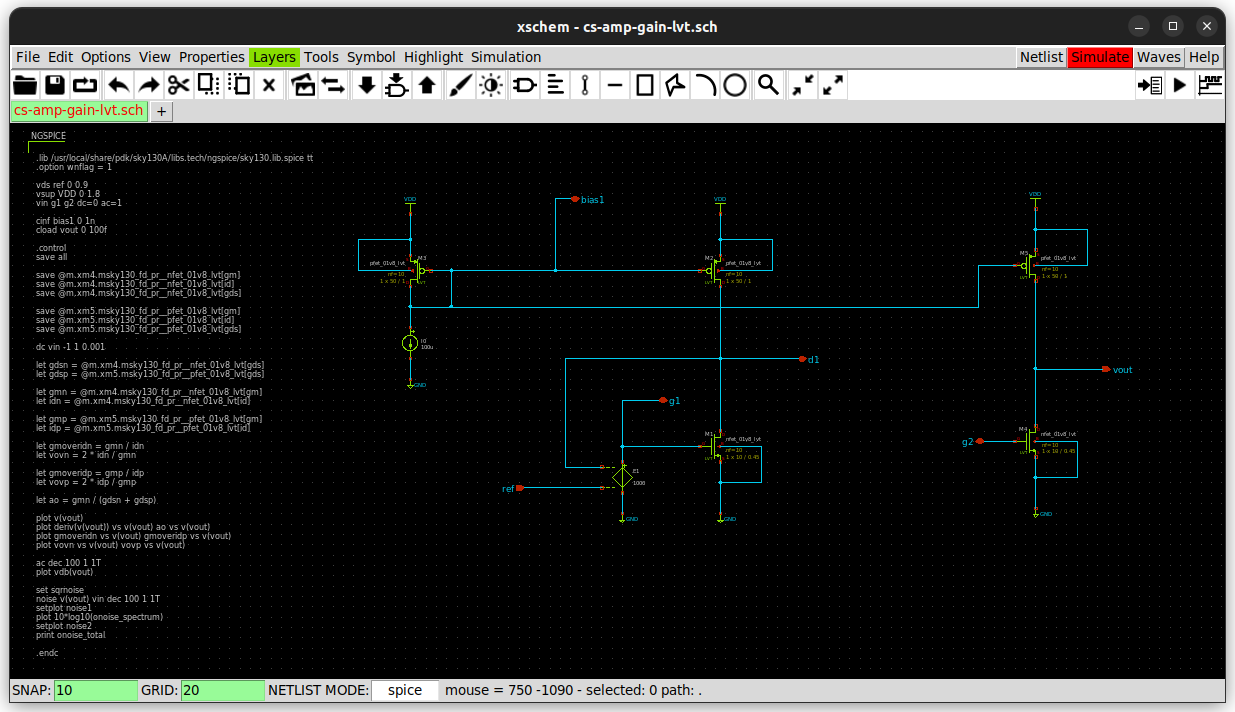 xschem - cs-amp-gain-lvt.sch
File Edit Options View Properties Layers Tools Symbol Highlight Simulation Netlist Simulate Waves Help
cs-amp-gain-lvt.sch +
NGSPICE
.lib /usr/local/share/pdk/sky130A/libs.tech/ngspice/sky130.lib.spice tt
.option wnflag = 1
vds ref 0 0.9
vsup VDD 0 1.8
vin g1 g2 dc=0 ac=1
cinf bias1 0 1n
cload vout 0 100f
.control
save all
save @m.xm4.msky130_fd_pr__nfet_01v8_lvt[gm]
save @m.xm4.msky130_fd_pr__nfet_01v8_lvt[id]
save @m.xm4.msky130_fd_pr__nfet_01v8_lvt[gds]
save @m.xm5.msky130_fd_pr__pfet_01v8_lvt[gm]
save @m.xm5.msky130_fd_pr__pfet_01v8_lvt[id]
save @m.xm5.msky130_fd_pr__pfet_01v8_lvt[gds]
dc vin -1 1 0.001
let gdsn = @m.xm4.msky130_fd_pr__nfet_01v8_lvt[gds]
let gdsp = @m.xm5.msky130_fd_pr__pfet_01v8_lvt[gds]
let gmn = @m.xm4.msky130_fd_pr__nfet_01v8_lvt[gm]
let idn = @m.xm4.msky130_fd_pr__nfet_01v8_lvt[id]
let gmp = @m.xm5.msky130_fd_pr__pfet_01v8_lvt[gm]
let idp = @m.xm5.msky130_fd_pr__pfet_01v8_lvt[id]
let gmoveridn = gmn / idn
let vovn = 2 * idn / gmn
let gmoveridp = gmp / idp
let vovp = 2 * idp / gmp
let ao = gmn / (gdsn + gdsp)
plot v(vout)
plot deriv(v(vout)) vs v(vout) ao vs v(vout)
plot gmoveridn vs v(vout) gmoveridp vs v(vout)
plot vovn vs v(vout) vovp vs v(vout)
ac dec 100 1 1T
plot vdb(vout)
set sqrnoise
noise v(vout) vin dec 100 1 1T
setplot noise1
plot 10*log10(onoise_spectrum)
setplot noise2
print onoise_total
.endc
VDD
M3
pfet_01v8_lvt
nf=10
1 x 50 / 1
LVT
I0
100u
GND
bias1
VDD
M2
pfet_01v8_lvt
nf=10
1 x 50 / 1
LVT
d1
g1
M1
nfet_01v8_lvt
nf=10
1 x 10 / 0.45
LVT
ref
E1
1000
GND
GND
VDD
pfet_01v8_lvt
nf=10
1 x 50 / 1
LVT
vout
g2
M4
nfet_01v8_lvt
nf=10
1 x 10 / 0.45
LVT
GND
SNAP: 10 GRID: 20 NETLIST MODE: spice mouse = 750 -1090 - selected: 0 path: .